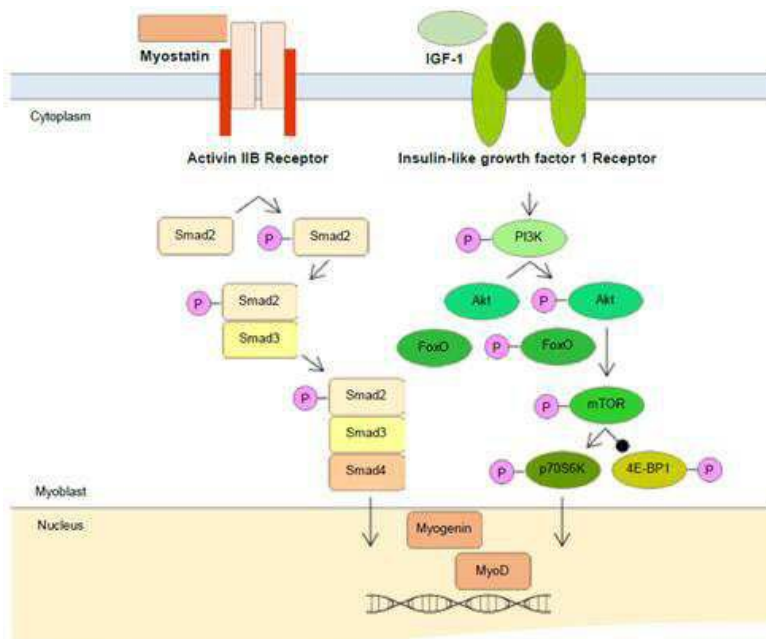 Myostatin
IGF-1
Cytoplasm
Activin IIB Receptor
Insulin-like growth factor 1 Receptor
Smad2
P
Smad2
P
PI3K
P
Smad2
Smad3
Akt
P
Akt
FoxO
P
FoxO
P
Smad2
Smad3
Smad4
P
mTOR
P
p70S6K
4E-BP1
P
Myoblast
Nucleus
Myogenin
MyoD